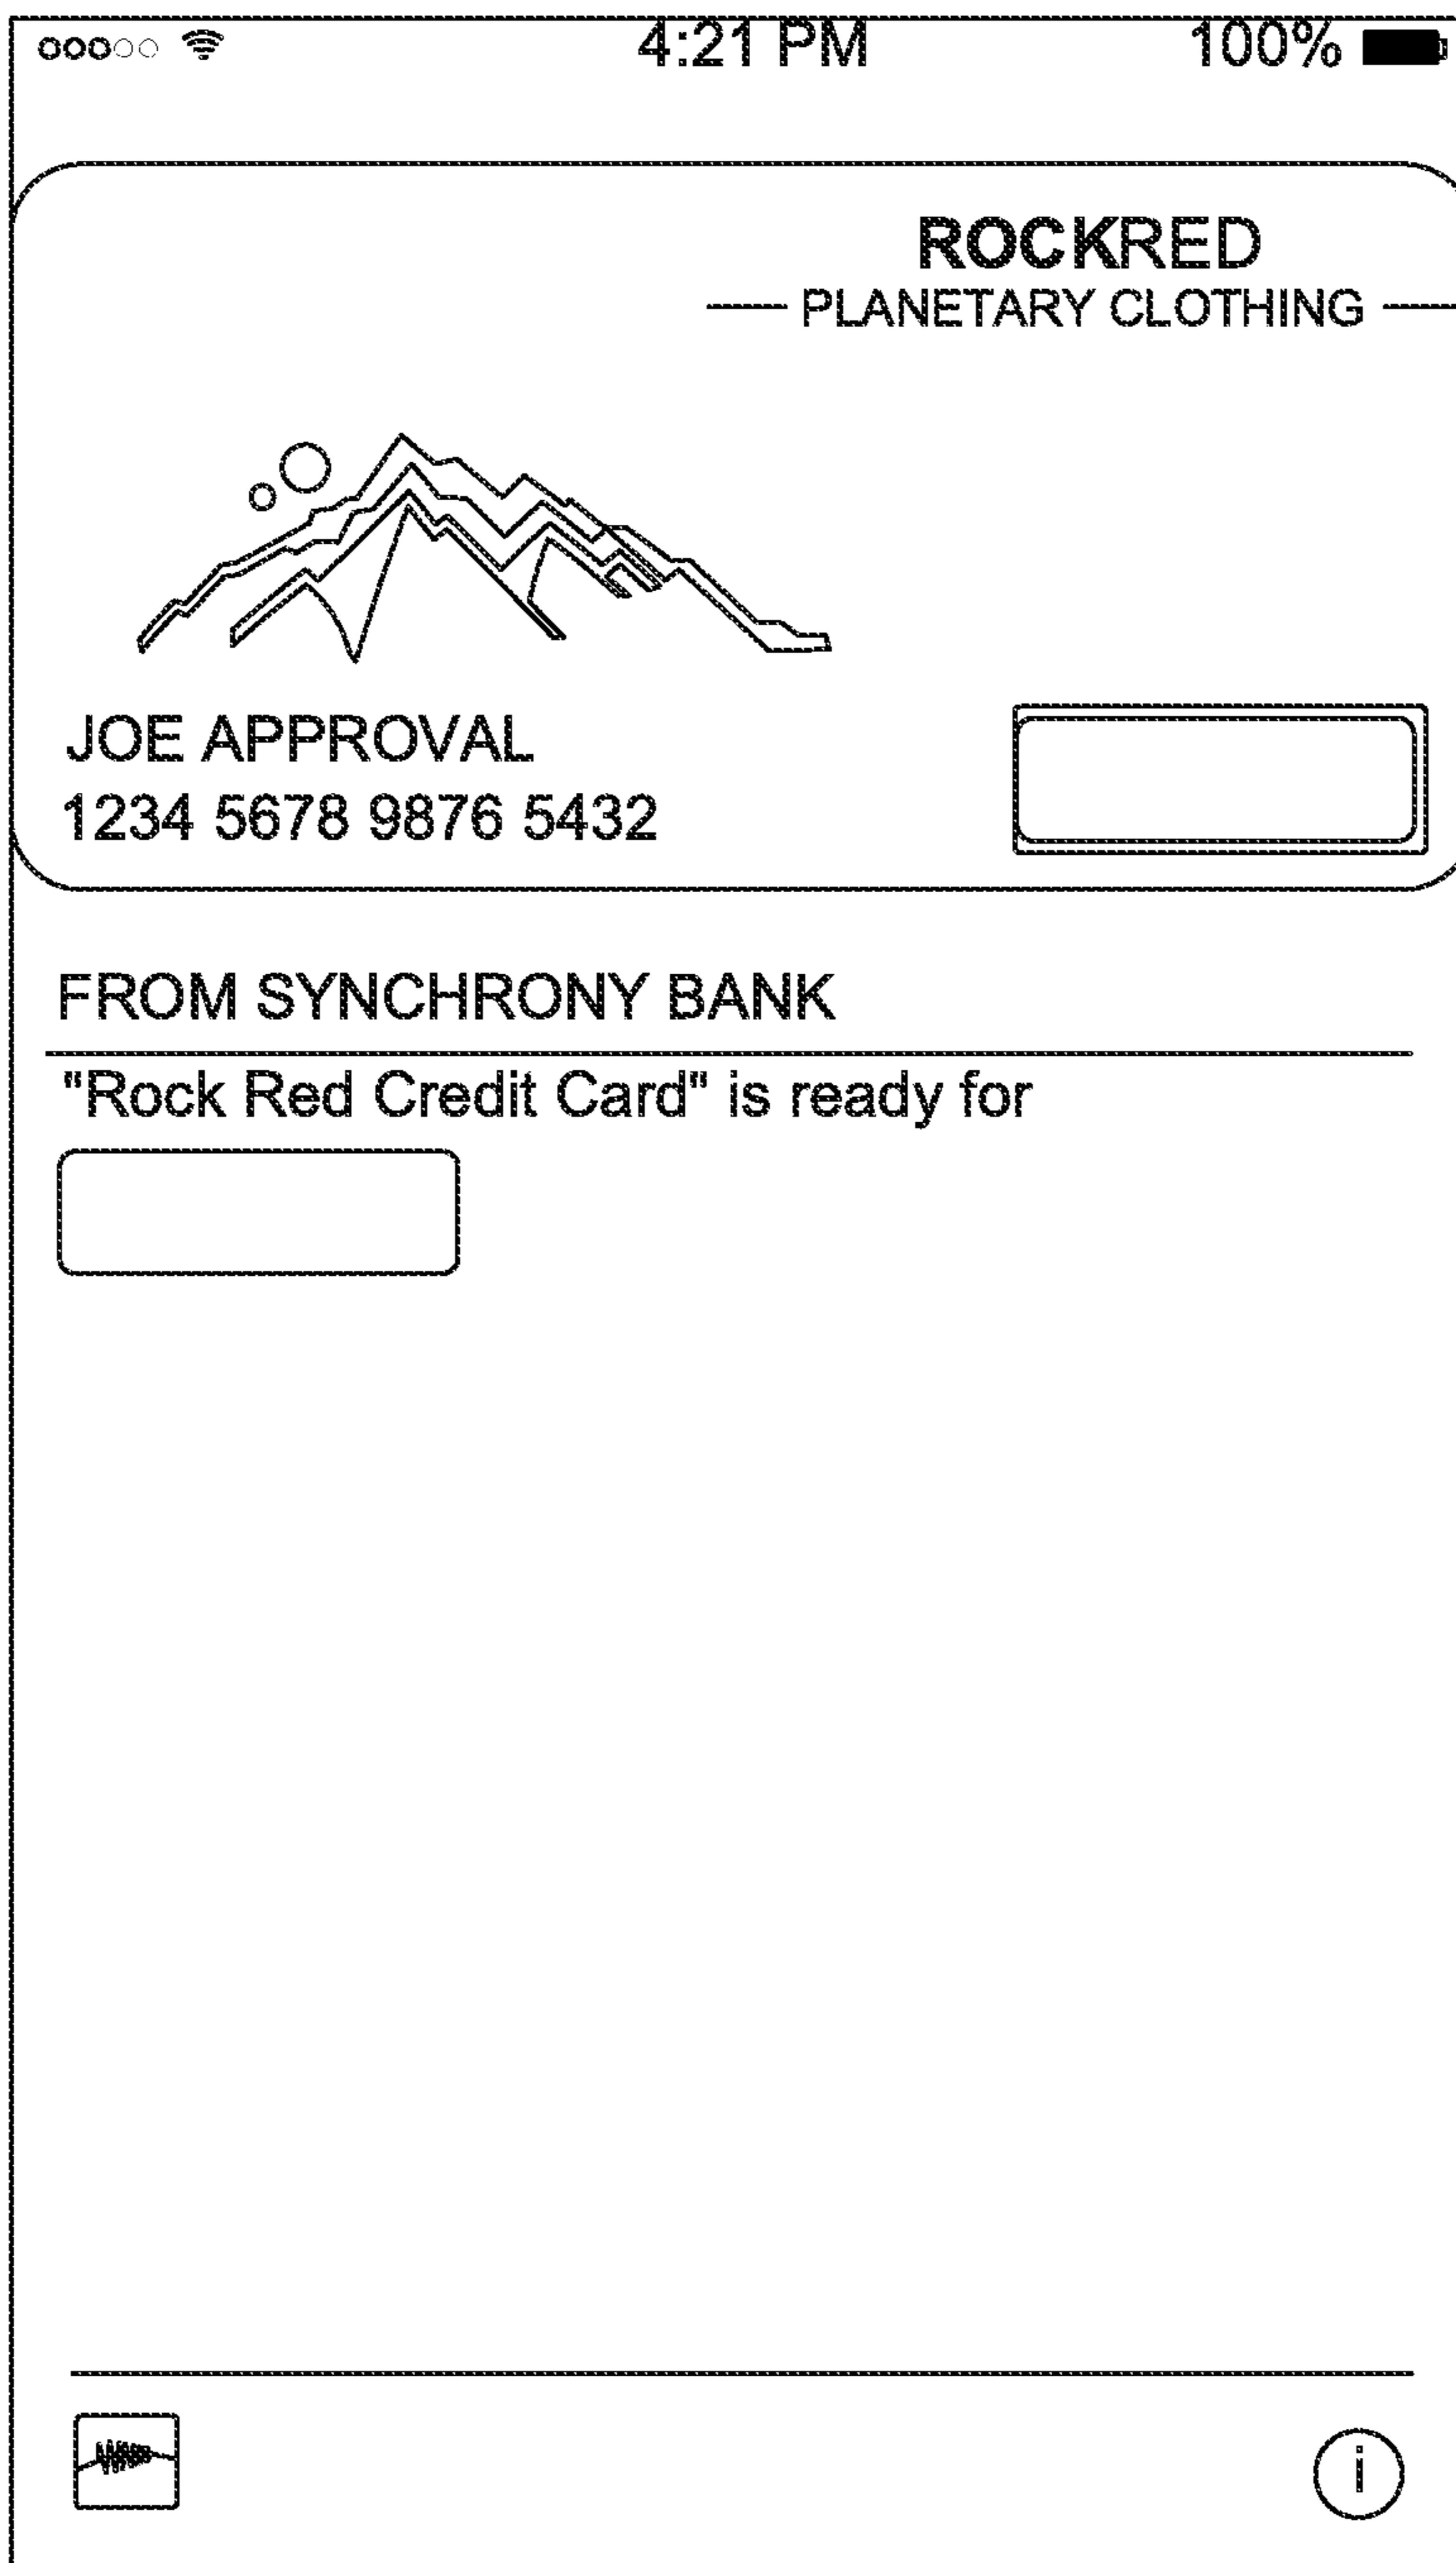 4:21 PM 100%
ROCKRED
PLANETARY CLOTHING
JOE APPROVAL
1234 5678 9876 5432
FROM SYNCHRONY BANK
"Rock Red Credit Card" is ready for
i